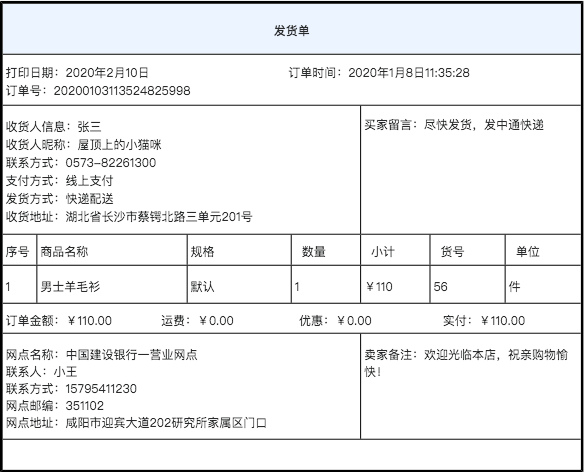 发货单
打印日期：2020年2月10日 订单时间：2020年1月8日11:35:28
订单号：20200103113524825998
收货人信息：张三
收货人昵称：屋顶上的小猫咪
联系方式：0573-82261300
支付方式：线上支付
发货方式：快递配送
收货地址：湖北省长沙市蔡锷北路三单元201号
买家留言：尽快发货，发中通快递
序号 商品名称 规格 数量 小计 货号 单位
1 男士羊毛衫 默认 1 ￥110 56 件
订单金额：￥110.00 运费：￥0.00 优惠：￥0.00 实付：￥110.00
网点名称：中国建设银行一营业网点
联系人：小王
联系方式：15795411230
网点邮编：351102
网点地址：咸阳市迎宾大道202研究所家属区门口
卖家备注：欢迎光临本店，祝亲购物愉
快！